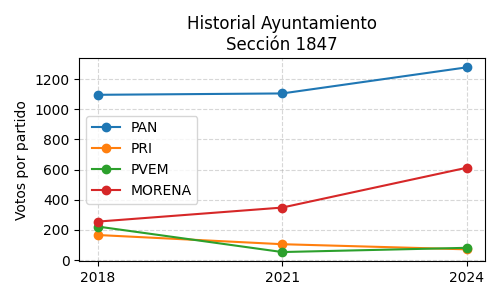 Historial Ayuntamiento
Sección 1847
Votos por partido
1200
1000
800
600
400
200
0
PAN
PRI
PVEM
MORENA
2018
2021
2024